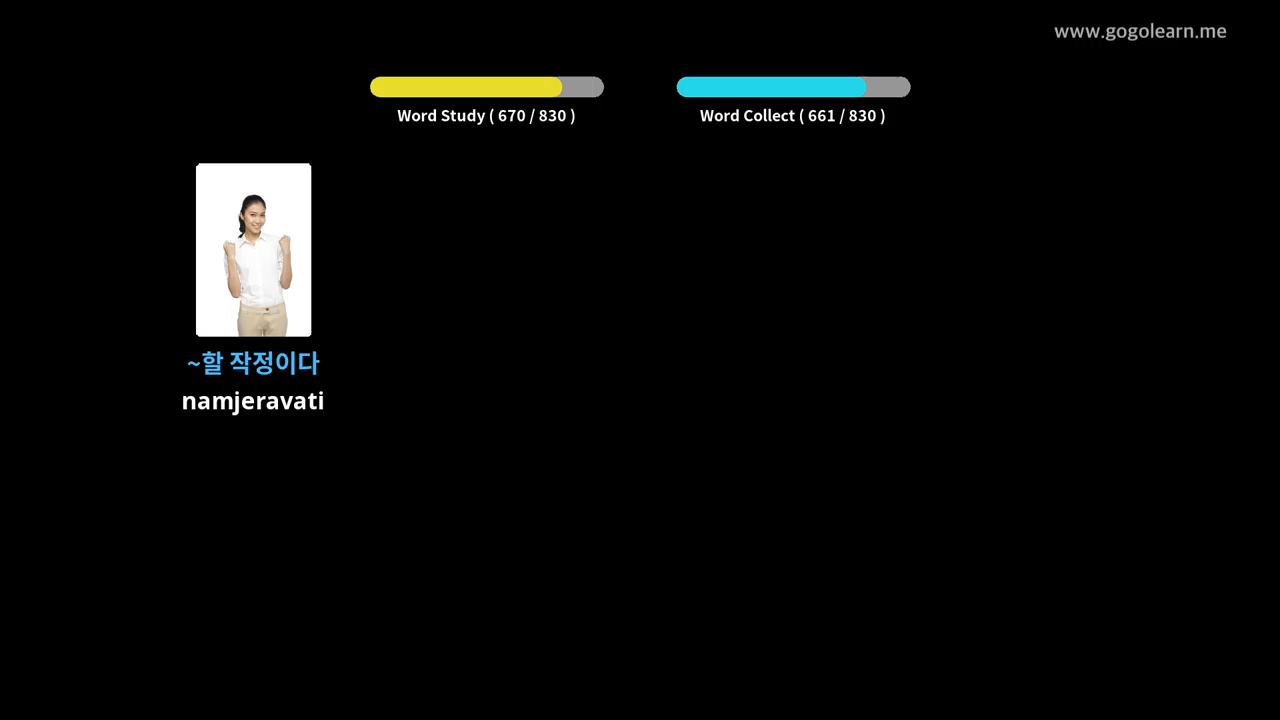 www.gogolearn.me
Word Study ( 670 / 830 )
Word Collect ( 661 / 830 )
~할 작정이다
namjeravati